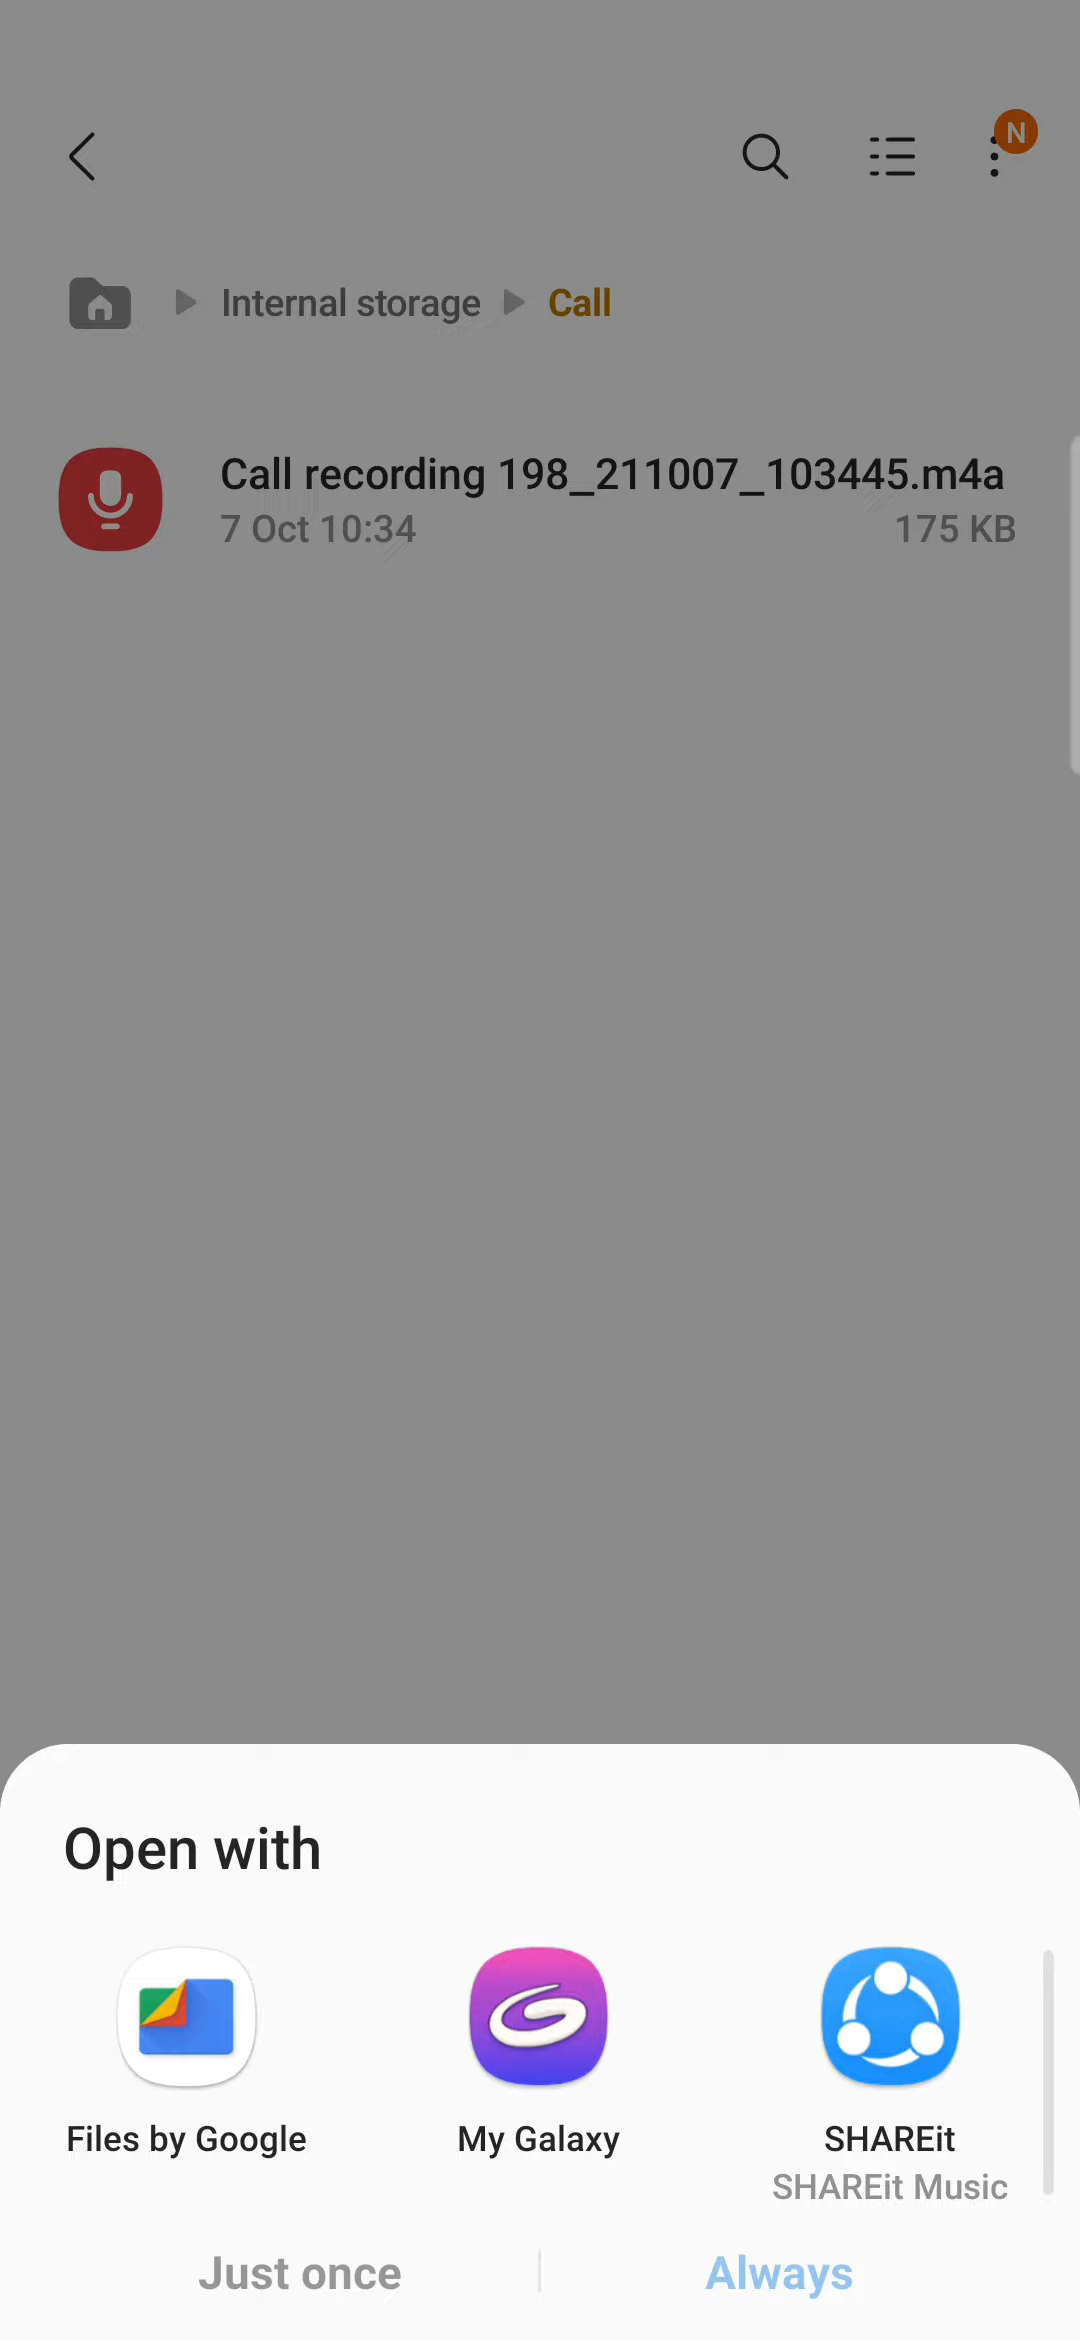 N
Internal storage
Call
Call recording 198_211007_103445.m4a
7 Oct 10:34
175 KB
Open with
Files by Google
My Galaxy
SHAREit
SHAREit Music
Just once
Always